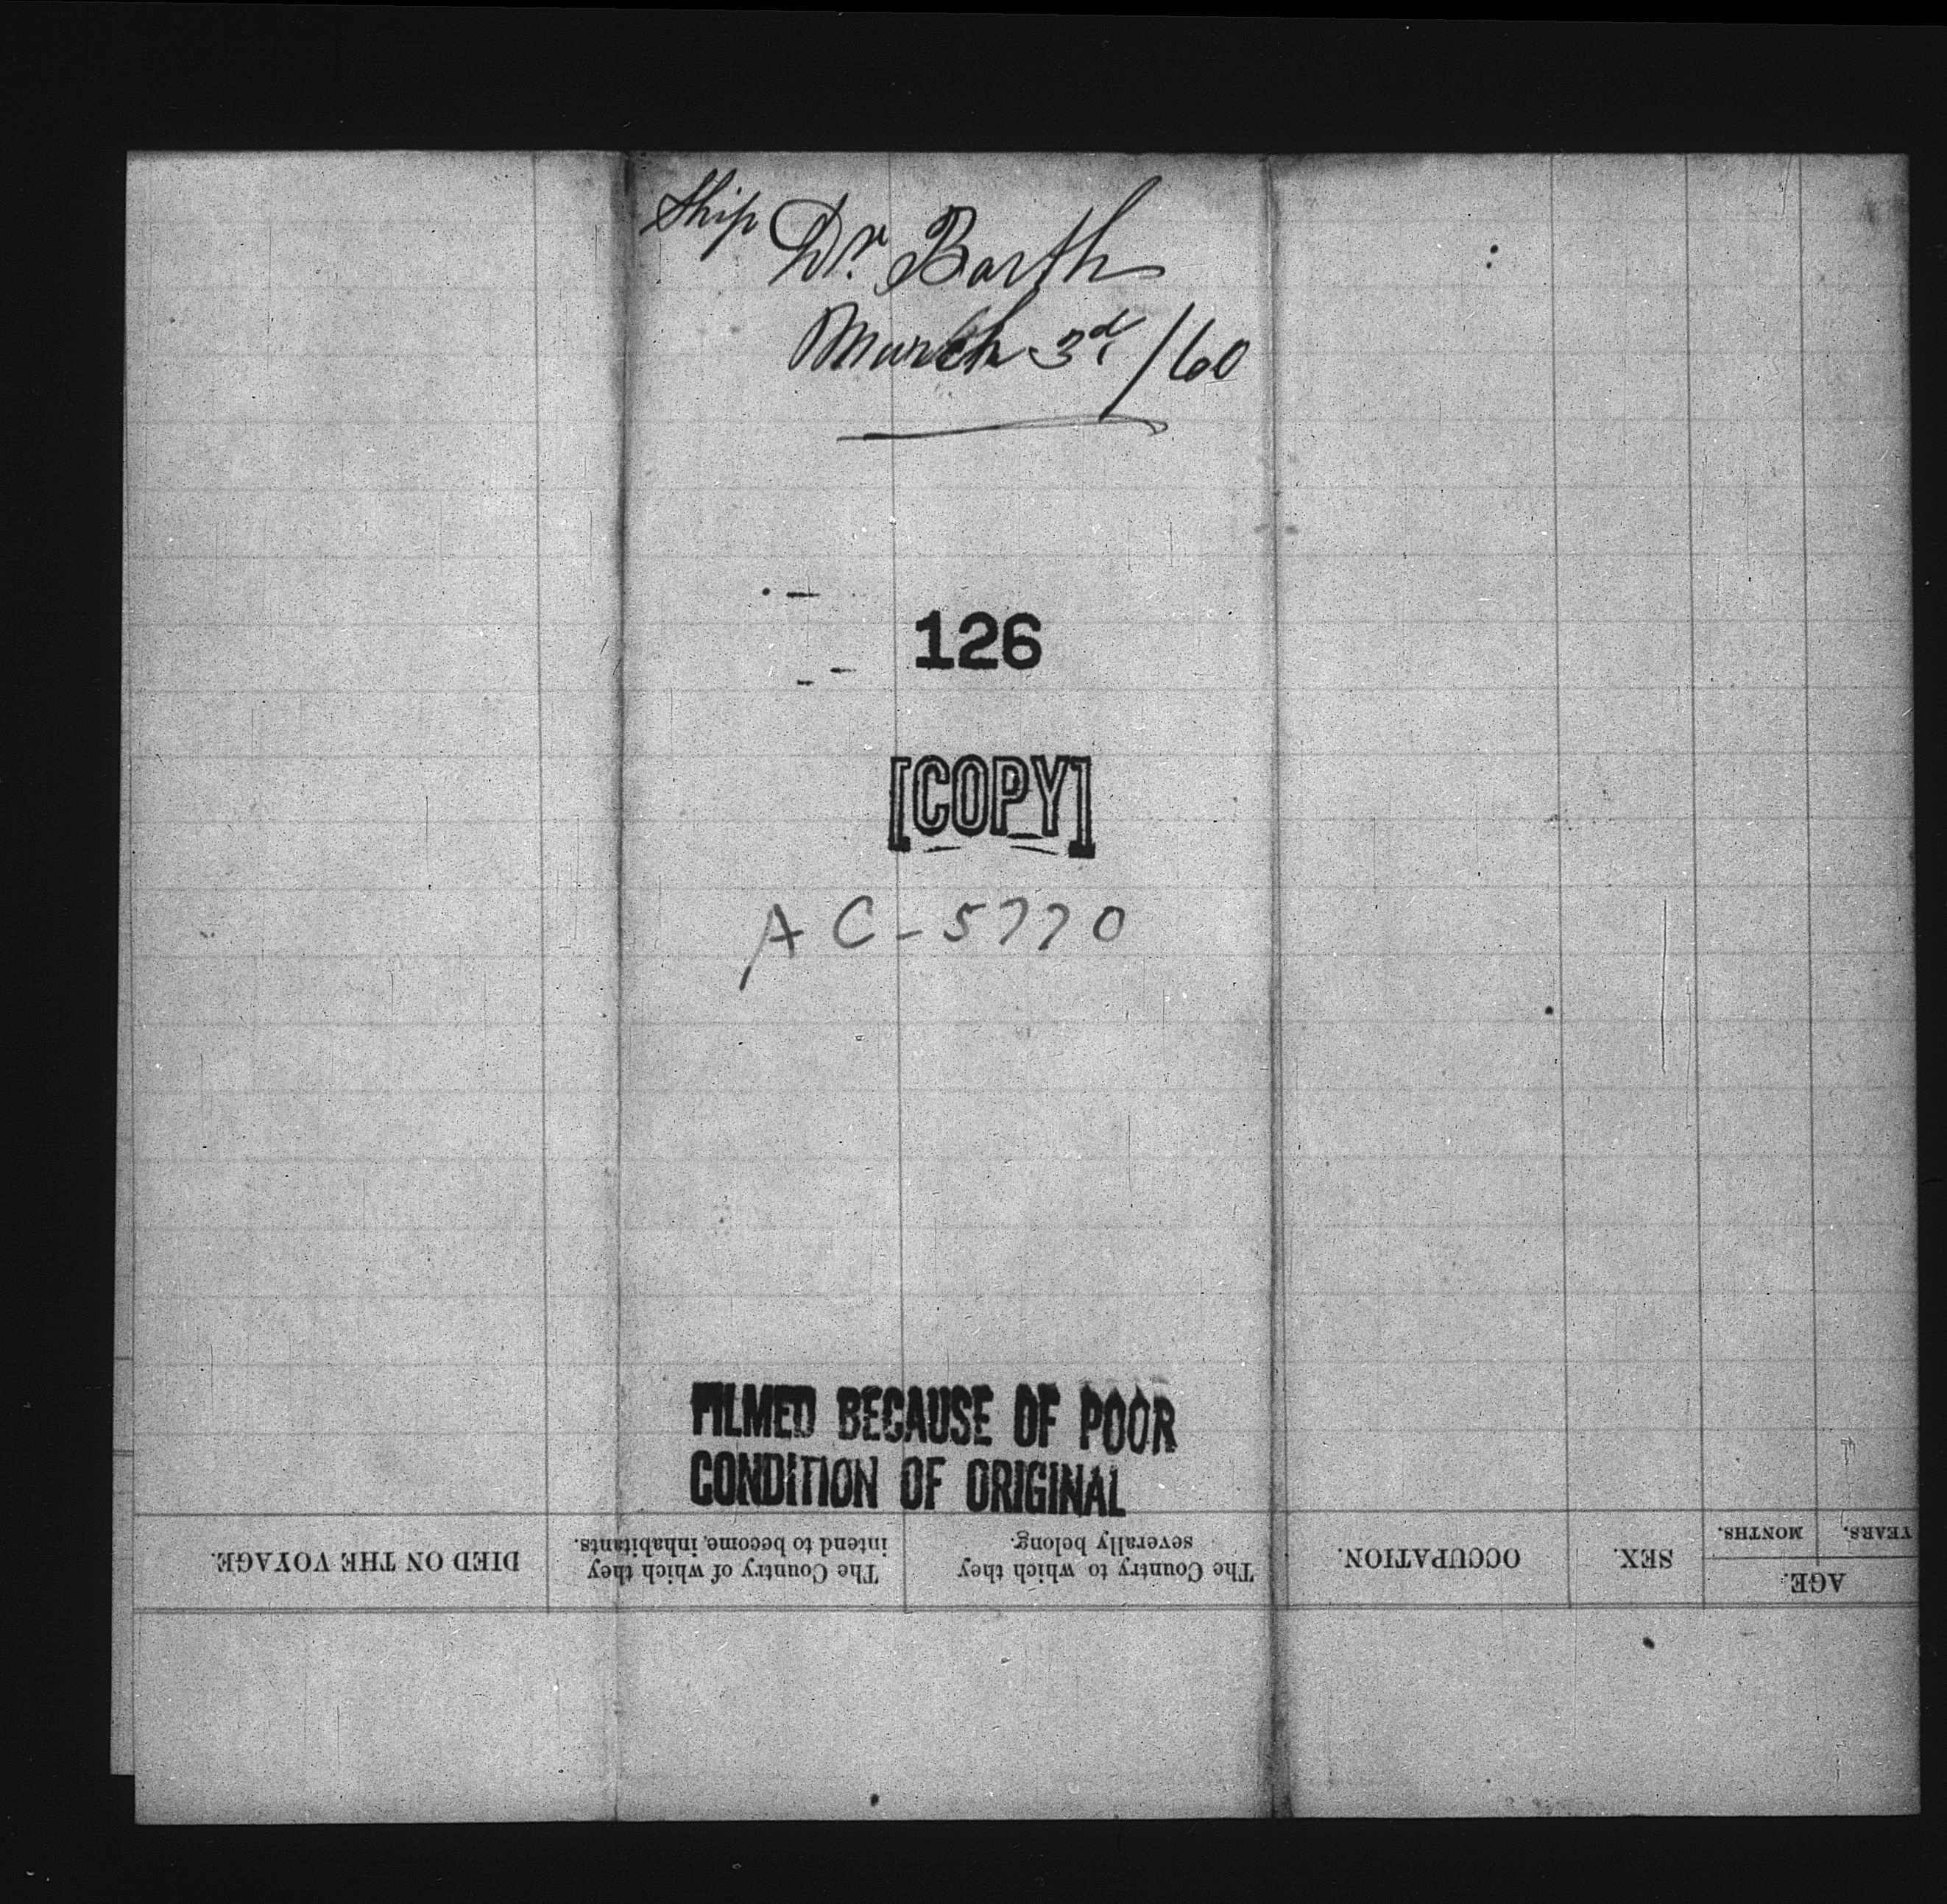 Ship Dr. Barth
March 3d/60
126
[COPY]
AC-5770
FILMED BECAUSE OF POOR
CONDITION OF ORIGINAL
AGE.
YEARS.
MONTHS.
SEX.
OCCUPATION.
The Country to which they
severally belong.
The Country of which they
intend to become inhabitants.
DIED ON THE VOYAGE.